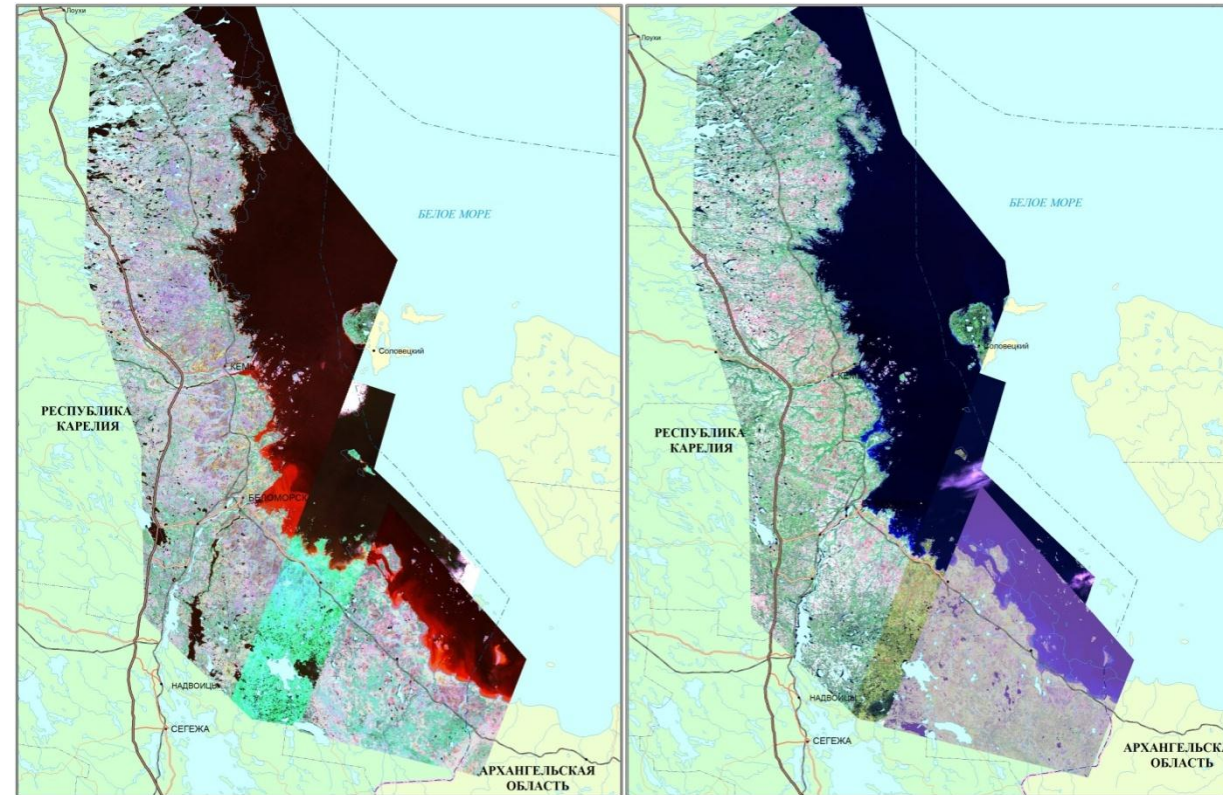 Лоухи
БЕЛОЕ МОРЕ
Соловецкий
КЕМЬ
РЕСПУБЛИКА
КАРЕЛИЯ
БЕЛОМОРСК
НАДВОИЦЫ
СЕГЕЖА
АРХАНГЕЛЬСКАЯ
ОБЛАСТЬ
Лоухи
БЕЛОЕ МОРЕ
Соловецкий
РЕСПУБЛИКА
КАРЕЛИЯ
НАДВОИЦЫ
СЕГЕЖА
АРХАНГЕЛЬСКА
ОБЛАСТЬ